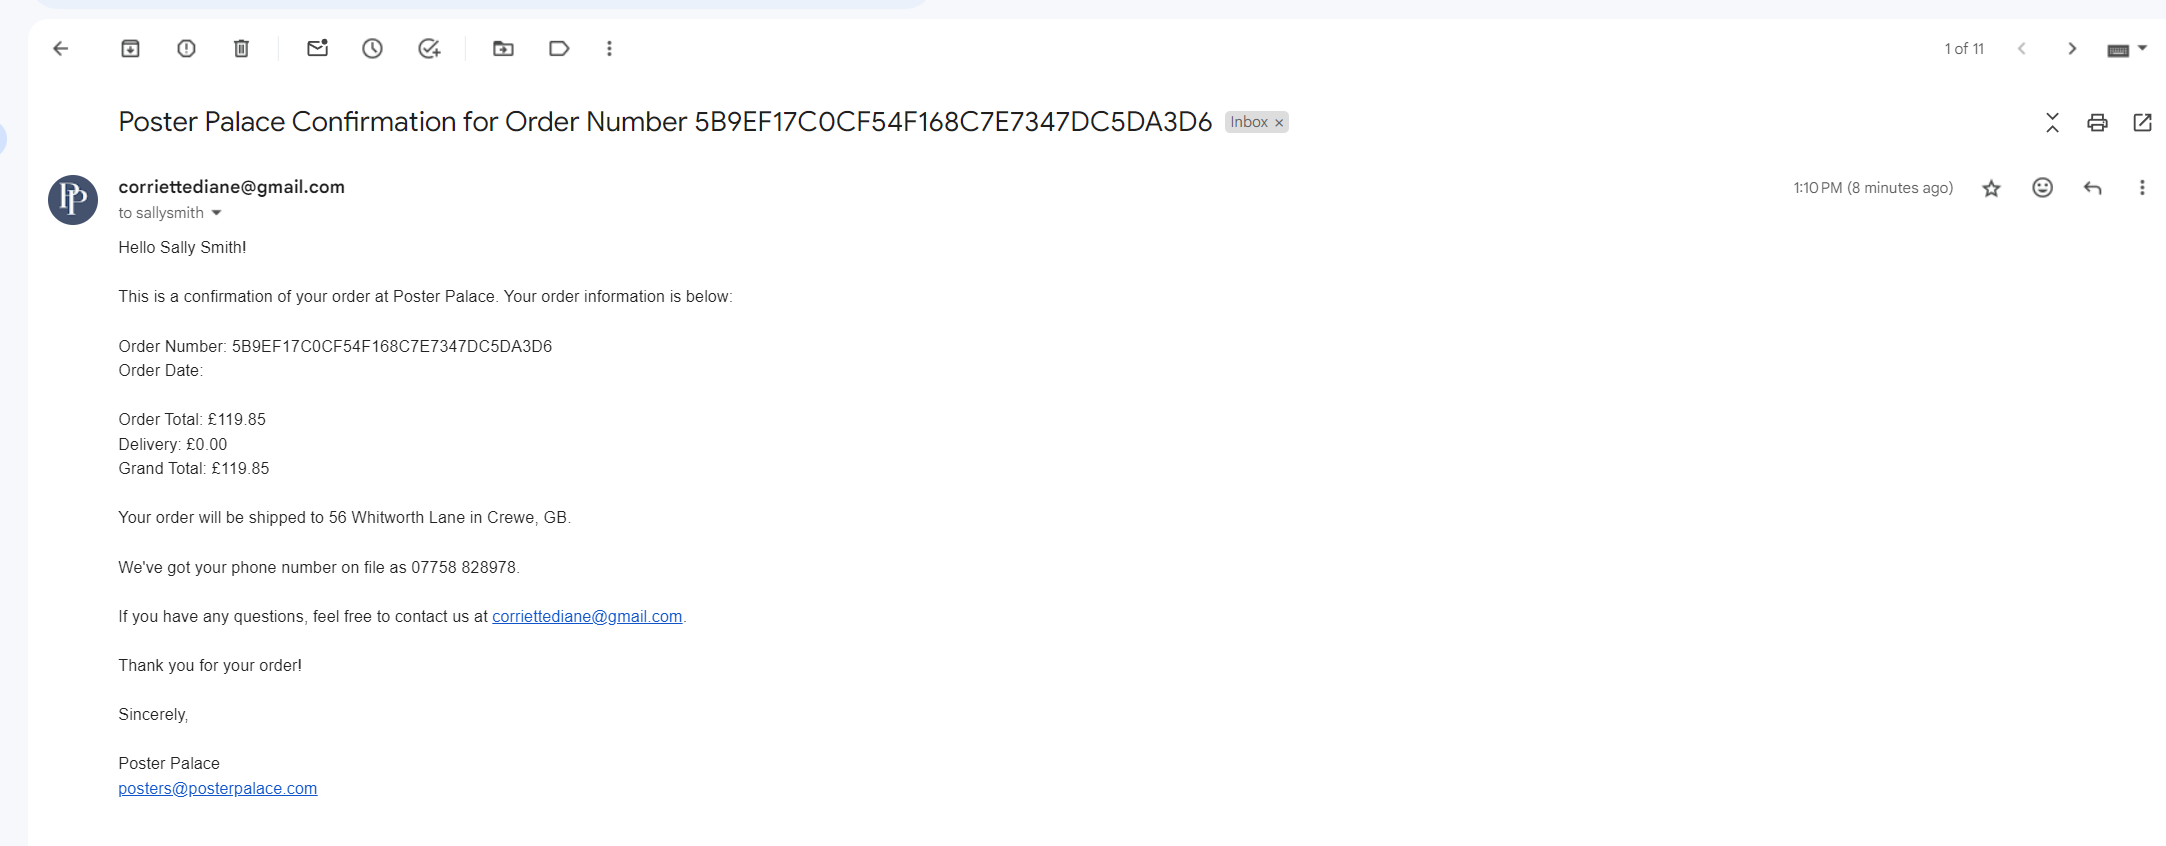 1 of 11
Poster Palace Confirmation for Order Number 5B9EF17C0CF54F168C7E7347DC5DA3D6 Inbox ×
PP
corriettediane@gmail.com
1:10 PM (8 minutes ago)
to sallysmith
Hello Sally Smith!
This is a confirmation of your order at Poster Palace. Your order information is below:
Order Number: 5B9EF17C0CF54F168C7E7347DC5DA3D6
Order Date:
Order Total: £119.85
Delivery: £0.00
Grand Total: £119.85
Your order will be shipped to 56 Whitworth Lane in Crewe, GB.
We've got your phone number on file as 07758 828978.
If you have any questions, feel free to contact us at corriettediane@gmail.com.
Thank you for your order!
Sincerely,
Poster Palace
posters@posterpalace.com